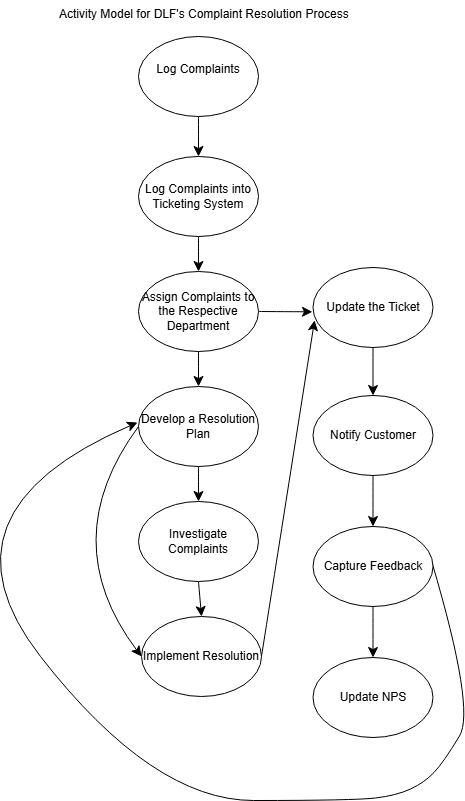 Activity Model for DLF's Complaint Resolution Process
Log Complaints
Log Complaints into
Ticketing System
Assign Complaints to
the Respective
Department
Update the Ticket
Develop a Resolution
Plan
Notify Customer
Investigate
Complaints
Capture Feedback
Implement Resolution
Update NPS